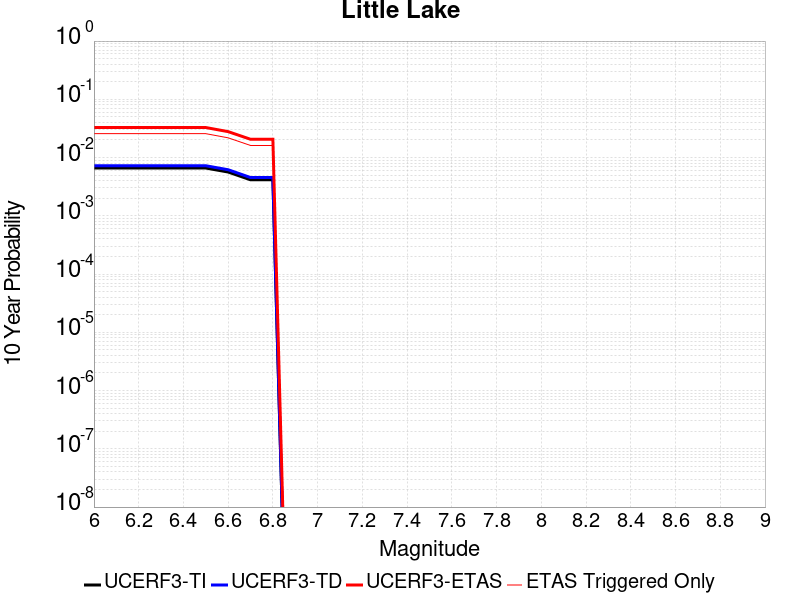 Little Lake
10 Year Probability
10^0
10^-1
10^-2
10^-3
10^-4
10^-5
10^-6
10^-7
10^-8
6 6.2 6.4 6.6 6.8 7 7.2 7.4 7.6 7.8 8 8.2 8.4 8.6 8.8 9
Magnitude
UCERF3-TI UCERF3-TD UCERF3-ETAS ETAS Triggered Only